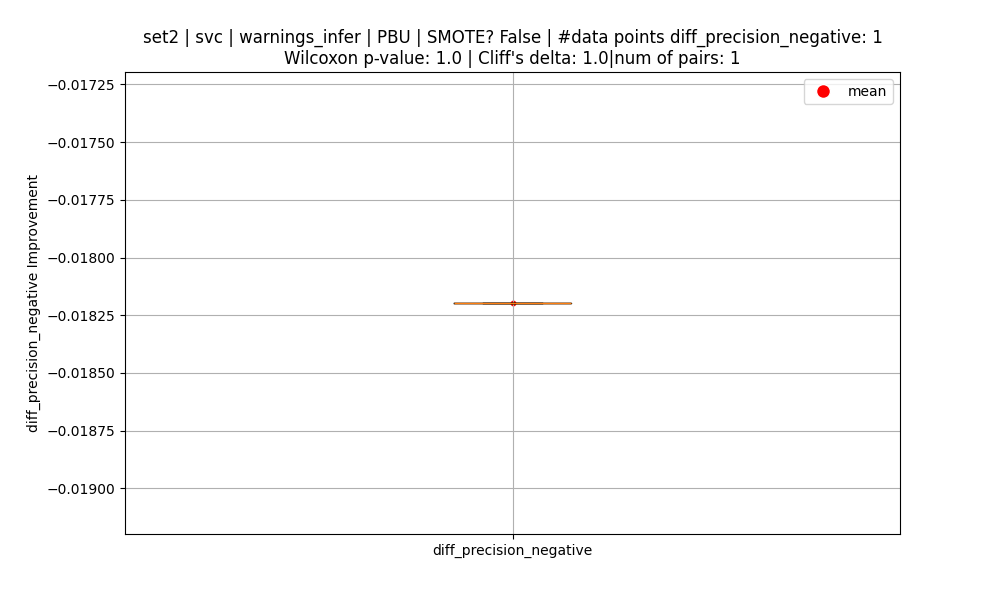 set2 | svc | warnings_infer | PBU | SMOTE? False | #data points diff_precision_negative: 1
Wilcoxon p-value: 1.0 | Cliff's delta: 1.0|num of pairs: 1
mean
−0.01725
−0.01750
−0.01775
−0.01800
−0.01825
−0.01850
−0.01875
−0.01900
diff_precision_negative Improvement
diff_precision_negative